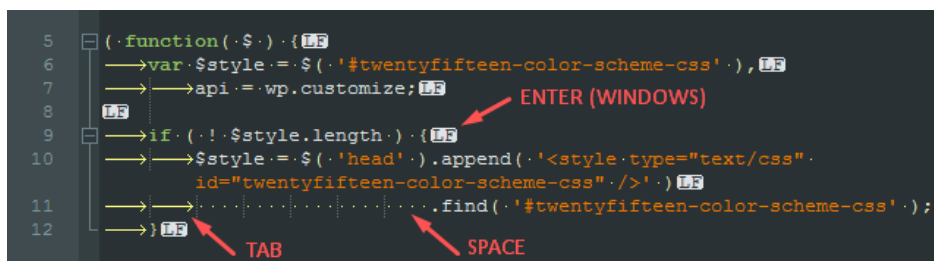 5 ( function( $ ) {LF
6 var $style = $( '#twentyfifteen-color-scheme-css' ),LF
7 api = wp.customize;LF
ENTER (WINDOWS)
8 LF
9 if ( ! $style.length ) {LF
10 $style = $( 'head' ).append( '<style type="text/css"
id="twentyfifteen-color-scheme-css" />' )LF
11 .find( '#twentyfifteen-color-scheme-css' );
12 }LF
TAB
SPACE